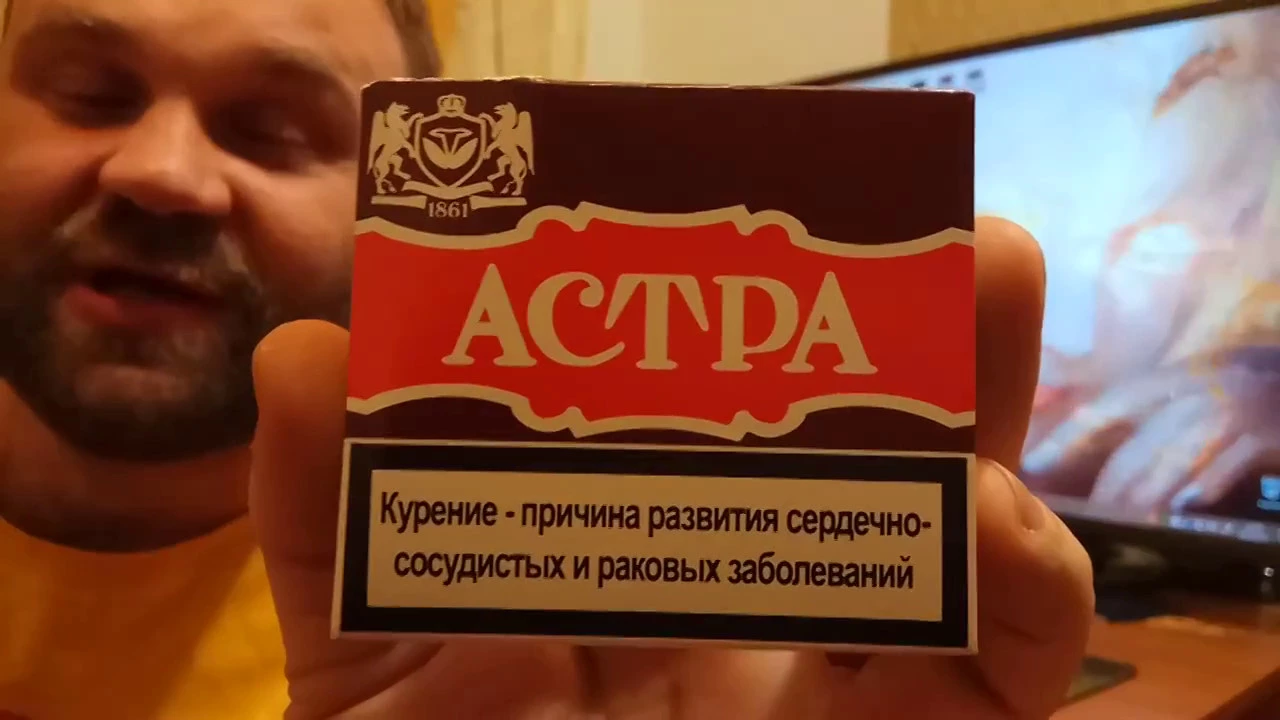 1861
АСТРА
Курение - причина развития сердечно-
сосудистых и раковых заболеваний